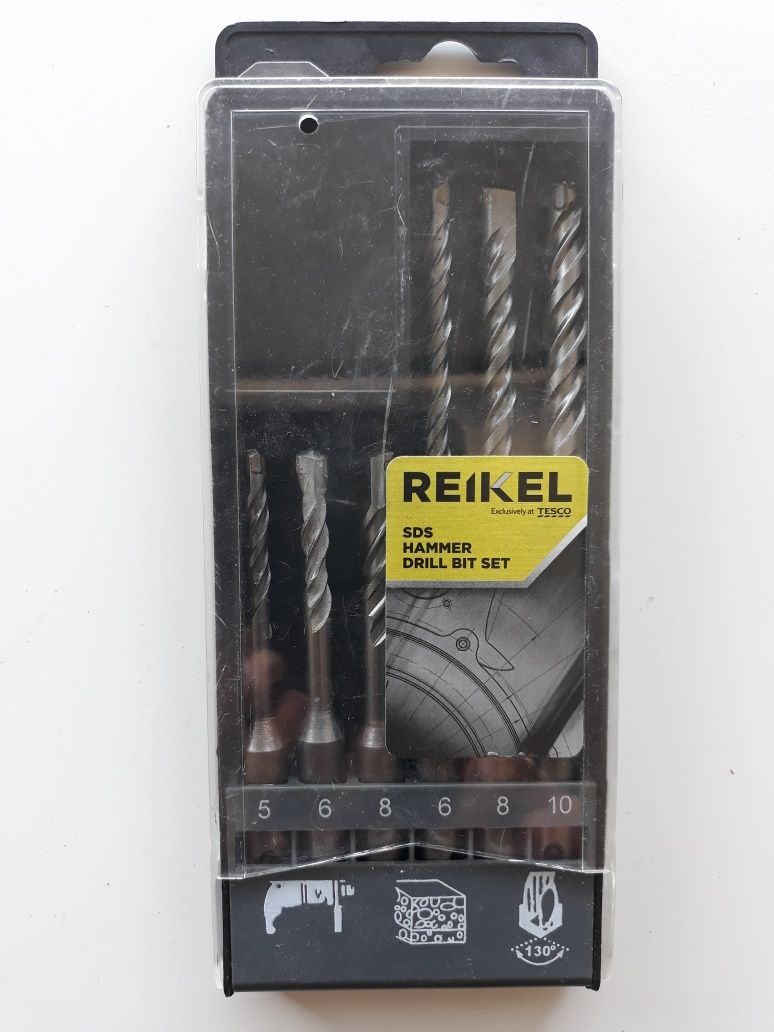 REIKEL
Exclusively at TESCO
SDS
HAMMER
DRILL BIT SET
5 6 8 6 8 10
130°